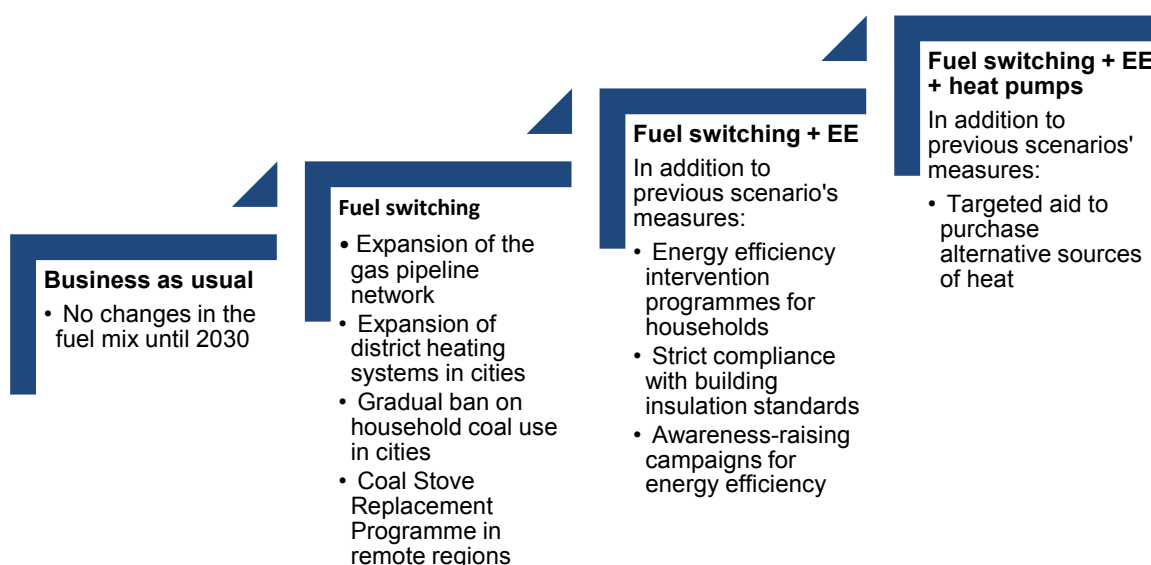 Business as usual
• No changes in the
fuel mix until 2030
Fuel switching
• Expansion of the
gas pipeline
network
• Expansion of
district heating
systems in cities
• Gradual ban on
household coal use
in cities
• Coal Stove
Replacement
Programme in
remote regions
Fuel switching + EE
In addition to
previous scenario's
measures:
• Energy efficiency
intervention
programmes for
households
• Strict compliance
with building
insulation standards
• Awareness-raising
campaigns for
energy efficiency
Fuel switching + EE
+ heat pumps
In addition to
previous scenarios'
measures:
• Targeted aid to
purchase
alternative sources
of heat